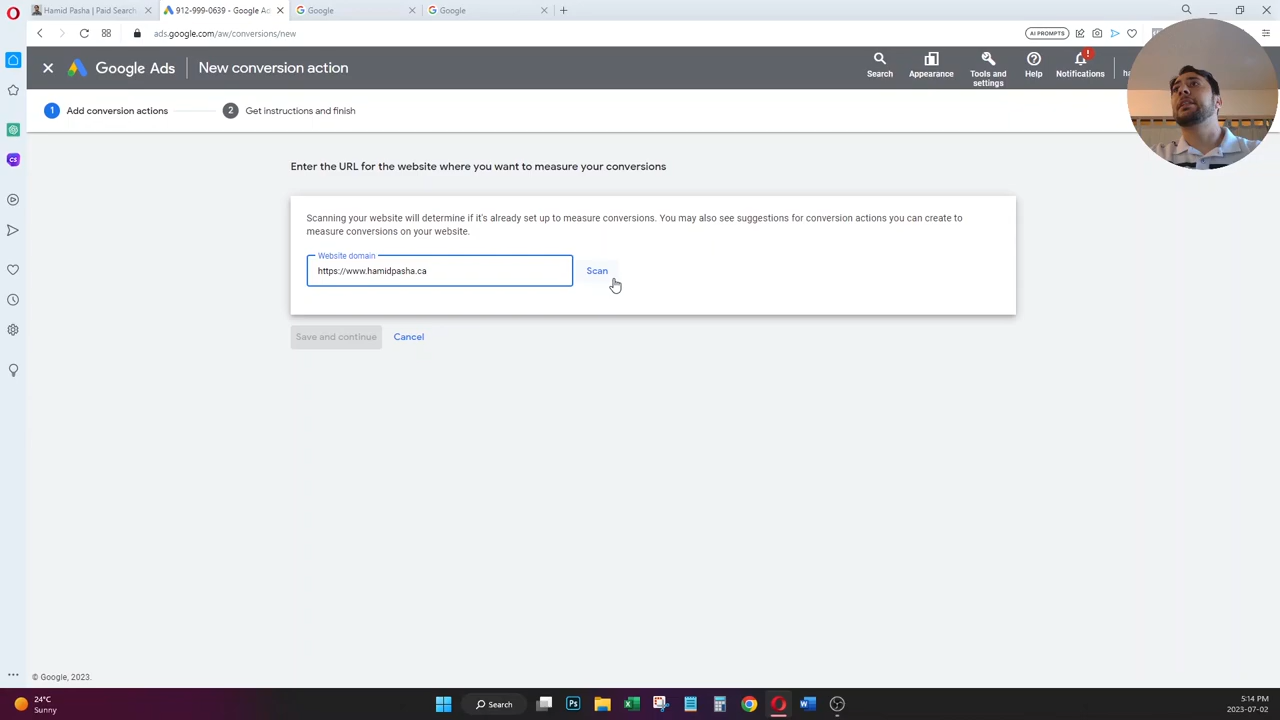 Hamid Pasha | Paid Search
912-999-0639 - Google Ads
Google
Google
ads.google.com/aw/conversions/new
AI PROMPTS
Google Ads
New conversion action
Search
Appearance
Tools and settings
Help
Notifications
1 Add conversion actions
2 Get instructions and finish
Enter the URL for the website where you want to measure your conversions
Scanning your website will determine if it's already set up to measure conversions. You may also see suggestions for conversion actions you can create to
measure conversions on your website.
Website domain
https://www.hamidpasha.ca
Scan
Save and continue
Cancel
© Google, 2023.
24°C
Sunny
Search
5:14 PM
2023-07-02